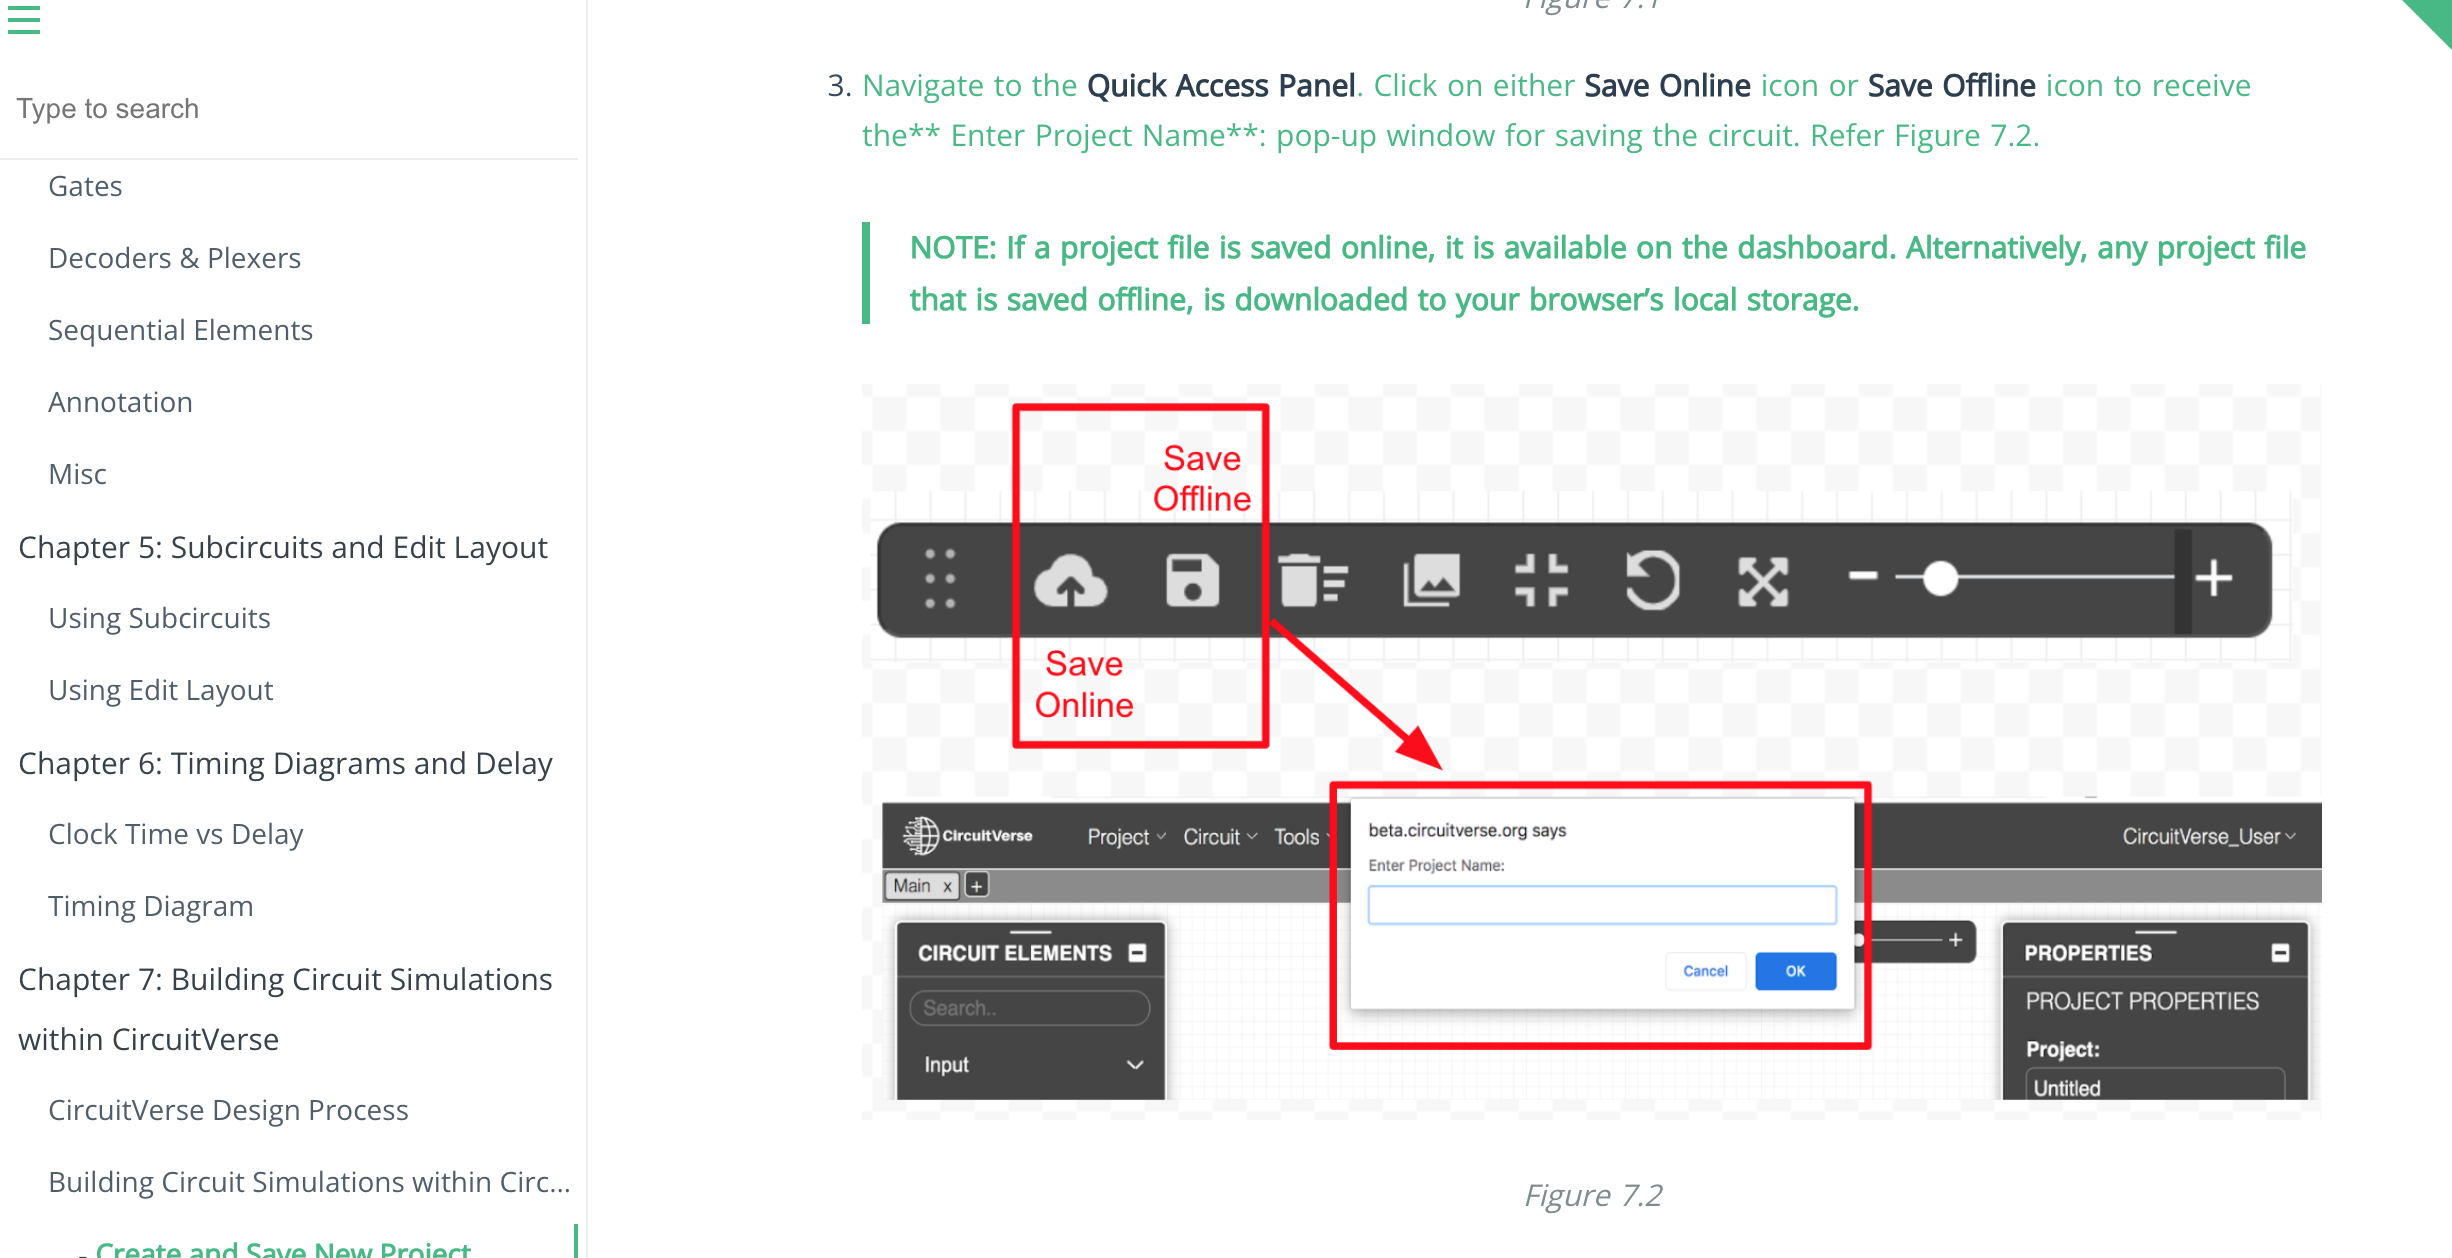 Type to search
Gates
Decoders & Plexers
Sequential Elements
Annotation
Misc
Chapter 5: Subcircuits and Edit Layout
Using Subcircuits
Using Edit Layout
Chapter 6: Timing Diagrams and Delay
Clock Time vs Delay
Timing Diagram
Chapter 7: Building Circuit Simulations
within CircuitVerse
CircuitVerse Design Process
Building Circuit Simulations within Circ...
- Create and Save New Project
Figure 7.1
3. Navigate to the Quick Access Panel. Click on either Save Online icon or Save Offline icon to receive
the** Enter Project Name**: pop-up window for saving the circuit. Refer Figure 7.2.
NOTE: If a project file is saved online, it is available on the dashboard. Alternatively, any project file
that is saved offline, is downloaded to your browser’s local storage.
Save
Offline
Save
Online
CircuitVerse Project Circuit Tools CircuitVerse_User
Main x +
beta.circuitverse.org says
Enter Project Name:
Cancel OK
CIRCUIT ELEMENTS
Search..
Input
PROPERTIES
PROJECT PROPERTIES
Project:
Untitled
Figure 7.2